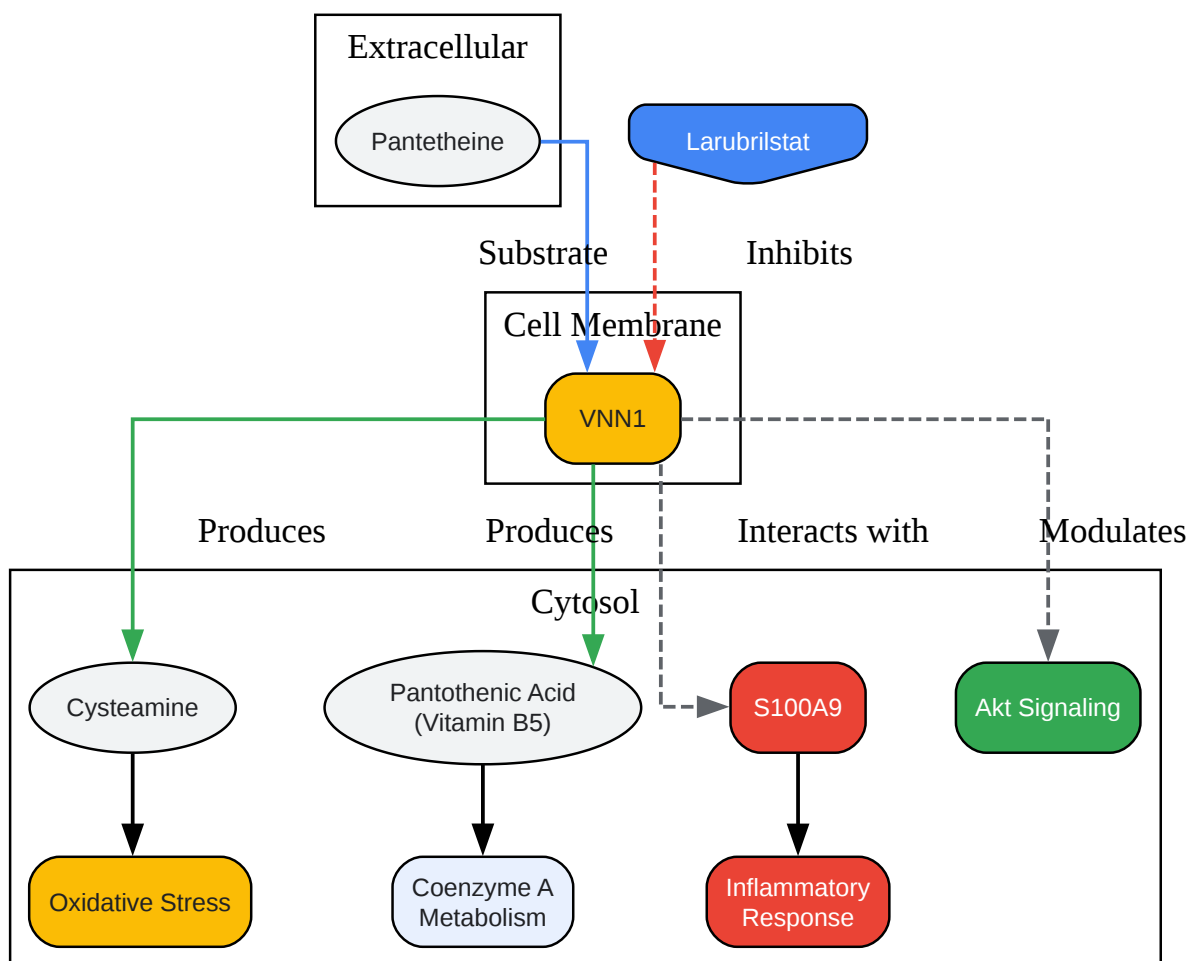 Extracellular
Pantetheine
Larubrilstat
Substrate
Inhibits
Cell Membrane
VNN1
Produces
Produces
Interacts with
Modulates
Cytosol
Cysteamine
Pantothenic Acid
(Vitamin B5)
S100A9
Akt Signaling
Oxidative Stress
Coenzyme A
Metabolism
Inflammatory
Response